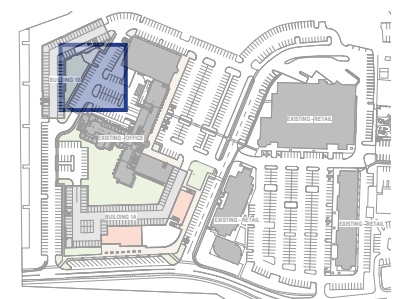 BUILDING 1B
EXISTING - RETAIL
EXISTING - OFFICE
BUILDING 1A
EXISTING - RETAIL
EXISTING - RETAIL